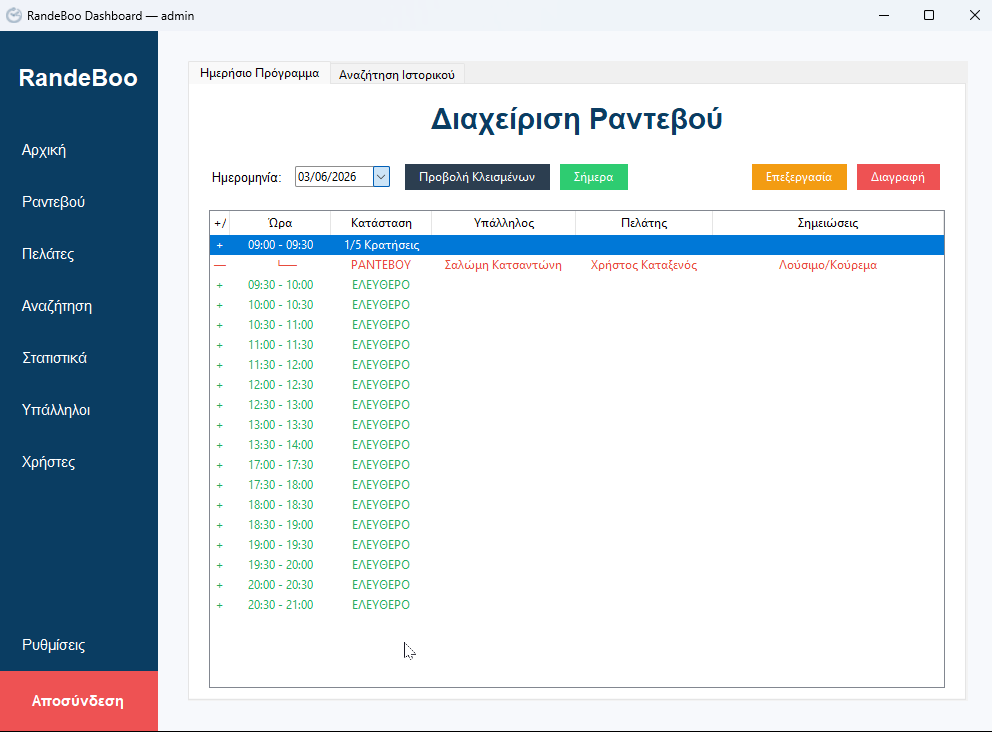 RandeBoo Dashboard — admin
RandeBoo
Αρχική
Ραντεβού
Πελάτες
Αναζήτηση
Στατιστικά
Υπάλληλοι
Χρήστες
Ρυθμίσεις
Αποσύνδεση
Ημερήσιο Πρόγραμμα Αναζήτηση Ιστορικού
Διαχείριση Ραντεβού
Ημερομηνία: 03/06/2026 Προβολή Κλεισμένων Σήμερα Επεξεργασία Διαγραφή
+/ Ώρα Κατάσταση Υπάλληλος Πελάτης Σημειώσεις
+ 09:00 - 09:30 1/5 Κρατήσεις
— └── ΡΑΝΤΕΒΟΥ Σαλώμη Κατσαντώνη Χρήστος Καταξενός Λούσιμο/Κούρεμα
+ 09:30 - 10:00 ΕΛΕΥΘΕΡΟ
+ 10:00 - 10:30 ΕΛΕΥΘΕΡΟ
+ 10:30 - 11:00 ΕΛΕΥΘΕΡΟ
+ 11:00 - 11:30 ΕΛΕΥΘΕΡΟ
+ 11:30 - 12:00 ΕΛΕΥΘΕΡΟ
+ 12:00 - 12:30 ΕΛΕΥΘΕΡΟ
+ 12:30 - 13:00 ΕΛΕΥΘΕΡΟ
+ 13:00 - 13:30 ΕΛΕΥΘΕΡΟ
+ 13:30 - 14:00 ΕΛΕΥΘΕΡΟ
+ 17:00 - 17:30 ΕΛΕΥΘΕΡΟ
+ 17:30 - 18:00 ΕΛΕΥΘΕΡΟ
+ 18:00 - 18:30 ΕΛΕΥΘΕΡΟ
+ 18:30 - 19:00 ΕΛΕΥΘΕΡΟ
+ 19:00 - 19:30 ΕΛΕΥΘΕΡΟ
+ 19:30 - 20:00 ΕΛΕΥΘΕΡΟ
+ 20:00 - 20:30 ΕΛΕΥΘΕΡΟ
+ 20:30 - 21:00 ΕΛΕΥΘΕΡΟ